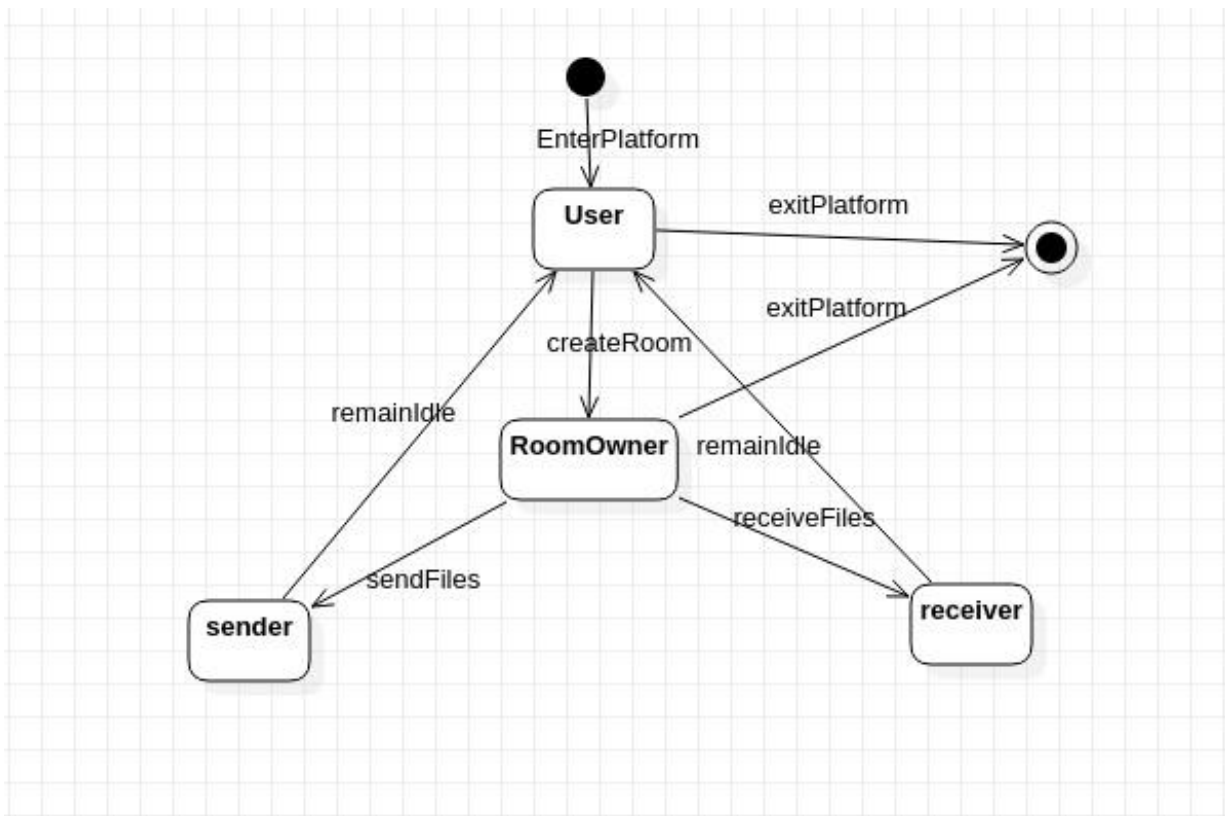 EnterPlatform
User
exitPlatform
exitPlatform
createRoom
remainIdle
RoomOwner
remainIdle
receiveFiles
sendFiles
sender
receiver